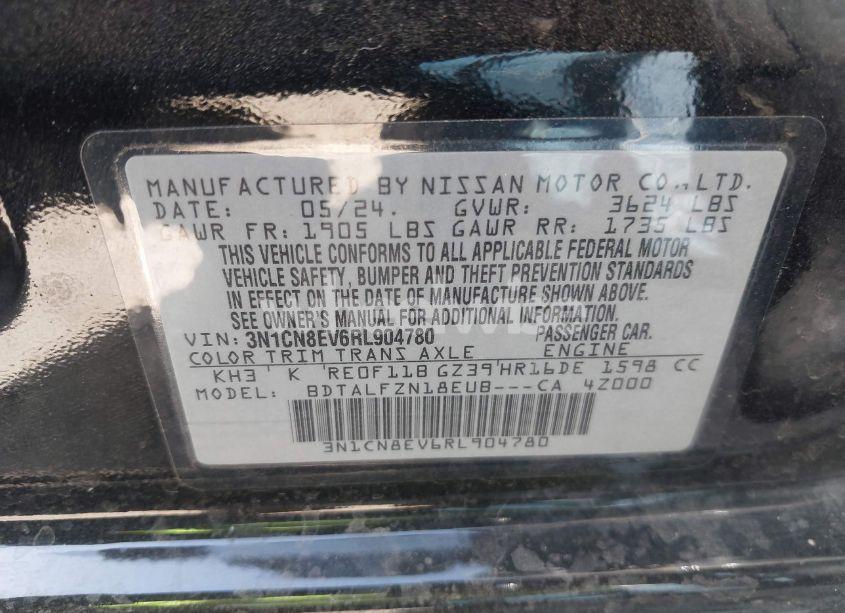 MANUFACTURED BY NISSAN MOTOR CO., LTD.
DATE: 05/24. GVWR: 3624 LBS
GAWR FR: 1905 LBS GAWR RR: 1735 LBS
THIS VEHICLE CONFORMS TO ALL APPLICABLE FEDERAL MOTOR
VEHICLE SAFETY, BUMPER AND THEFT PREVENTION STANDARDS
IN EFFECT ON THE DATE OF MANUFACTURE SHOWN ABOVE.
SEE OWNER'S MANUAL FOR ADDITIONAL INFORMATION.
VIN: 3N1CN8EV6RL904780 PASSENGER CAR.
COLOR TRIM TRANS AXLE ENGINE
KH3 K RE0F11B GZ39 HR16DE 1598 CC
MODEL: BDTALFZN18EUB---CA 4Z000
3N1CN8EV6RL904780